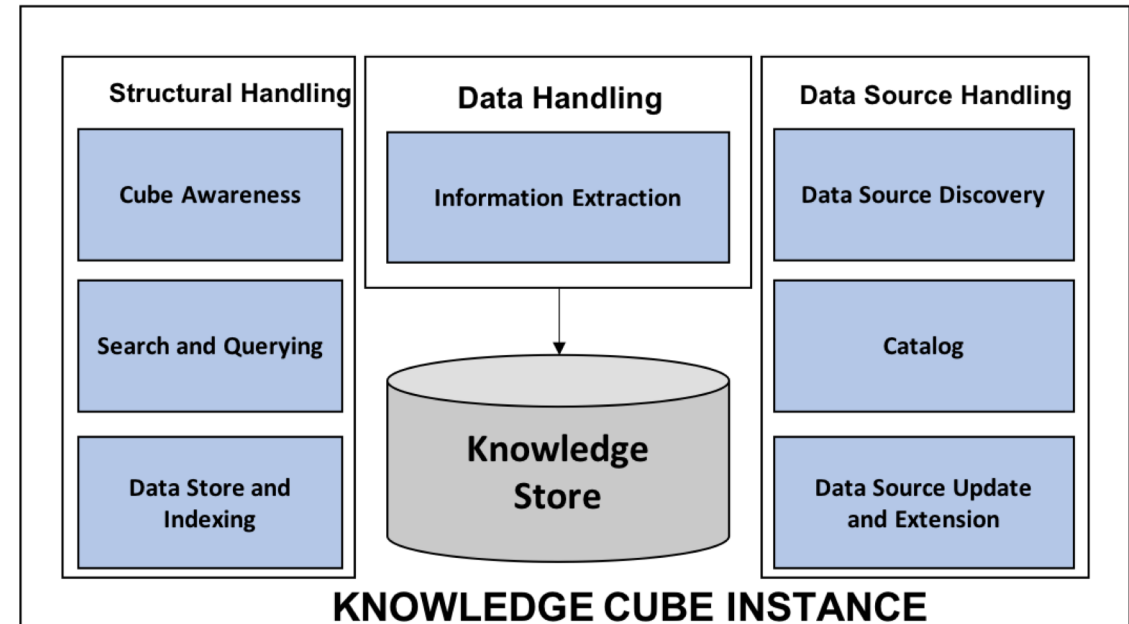 Structural Handling
Cube Awareness
Search and Querying
Data Store and
Indexing
Data Handling
Information Extraction
Knowledge
Store
Data Source Handling
Data Source Discovery
Catalog
Data Source Update
and Extension
KNOWLEDGE CUBE INSTANCE